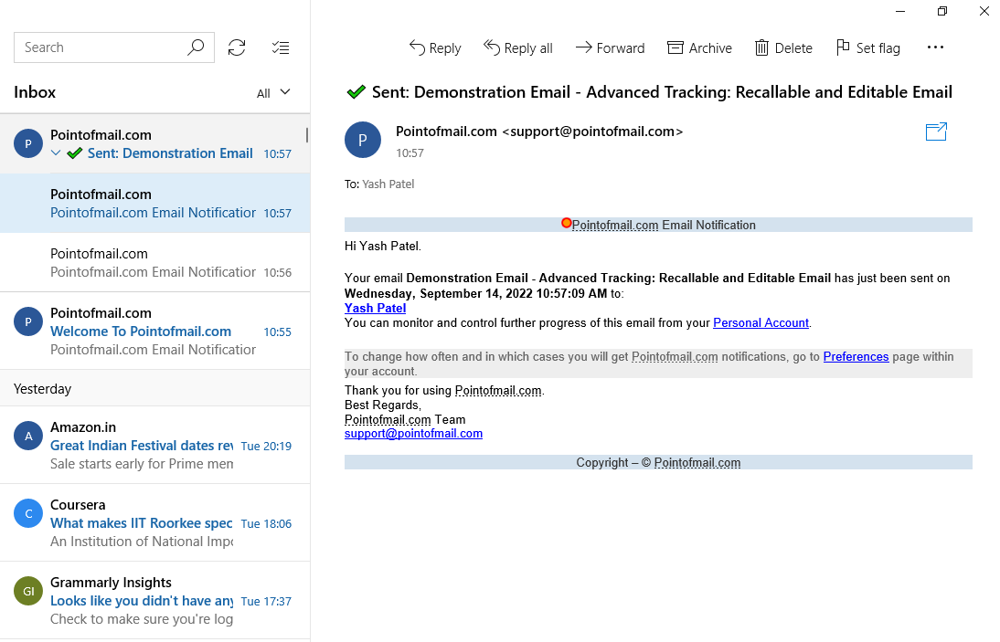 Search
Inbox
All
P
Pointofmail.com
Sent: Demonstration Email
10:57
Pointofmail.com
Pointofmail.com Email Notification
10:57
Pointofmail.com
Pointofmail.com Email Notification
10:56
P
Pointofmail.com
Welcome To Pointofmail.com
10:55
Pointofmail.com Email Notification
Yesterday
A
Amazon.in
Great Indian Festival dates rev
Tue 20:19
Sale starts early for Prime mem
C
Coursera
What makes IIT Roorkee spec
Tue 18:06
An Institution of National Impo
GI
Grammarly Insights
Looks like you didn't have any
Tue 17:37
Check to make sure you're log
Reply
Reply all
Forward
Archive
Delete
Set flag
Sent: Demonstration Email - Advanced Tracking: Recallable and Editable Email
P
Pointofmail.com <support@pointofmail.com>
10:57
To: Yash Patel
Pointofmail.com Email Notification
Hi Yash Patel.
Your email Demonstration Email - Advanced Tracking: Recallable and Editable Email has just been sent on
Wednesday, September 14, 2022 10:57:09 AM to:
Yash Patel
You can monitor and control further progress of this email from your Personal Account.
To change how often and in which cases you will get Pointofmail.com notifications, go to Preferences page within
your account.
Thank you for using Pointofmail.com.
Best Regards,
Pointofmail.com Team
support@pointofmail.com
Copyright – © Pointofmail.com